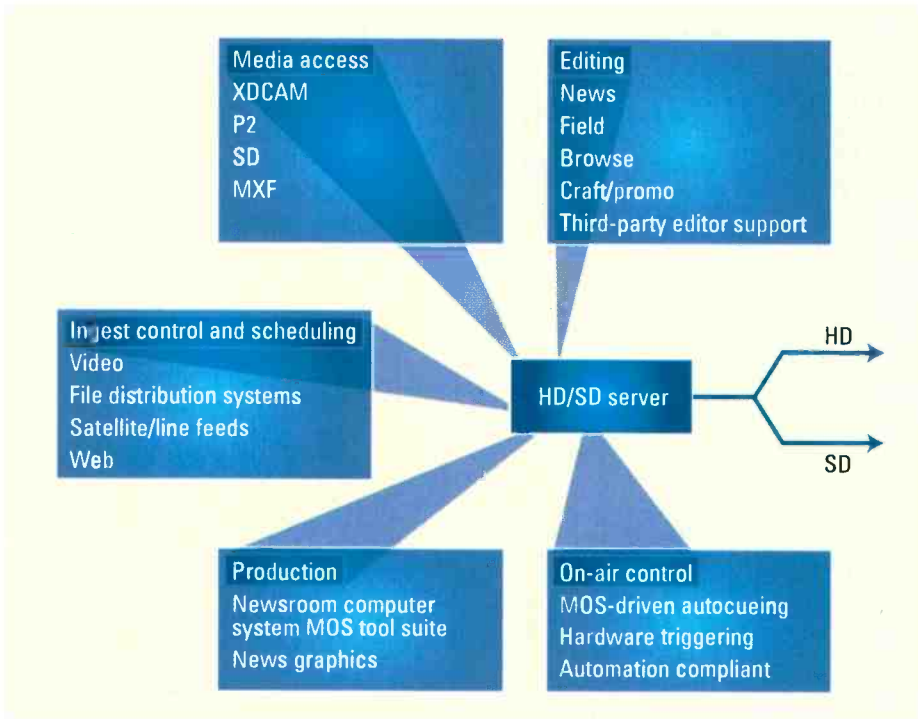 Media access
XDCAM
P2
SD
MXF
Editing
News
Field
Browse
Craft/promo
Third-party editor support
Ingest control and scheduling
Video
File distribution systems
Satellite/line feeds
Web
HD/SD server
HD
SD
Production
Newsroom computer
system MOS tool suite
News graphics
On-air control
MOS-driven autocueing
Hardware triggering
Automation compliant